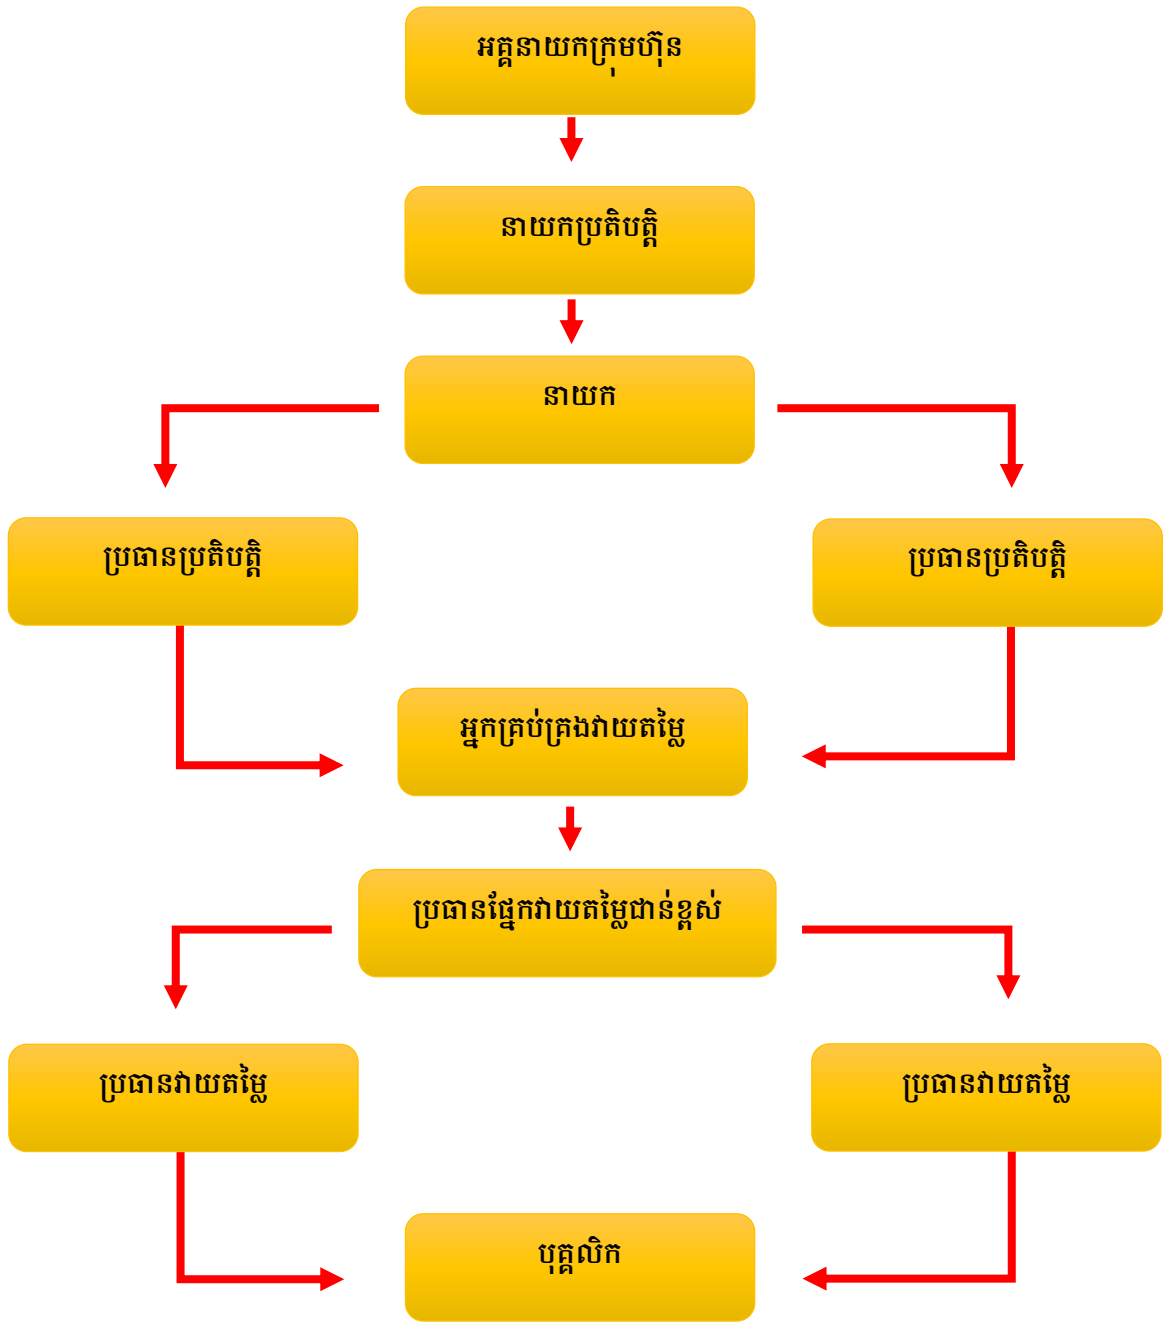 អគ្គនាយកក្រុមហ៊ុន
នាយកប្រតិបត្តិ
នាយក
ប្រធានប្រតិបត្តិ
ប្រធានប្រតិបត្តិ
អ្នកគ្រប់គ្រងវាយតម្លៃ
ប្រធានផ្នែកវាយតម្លៃជាន់ខ្ពស់
ប្រធានវាយតម្លៃ
ប្រធានវាយតម្លៃ
បុគ្គលិក